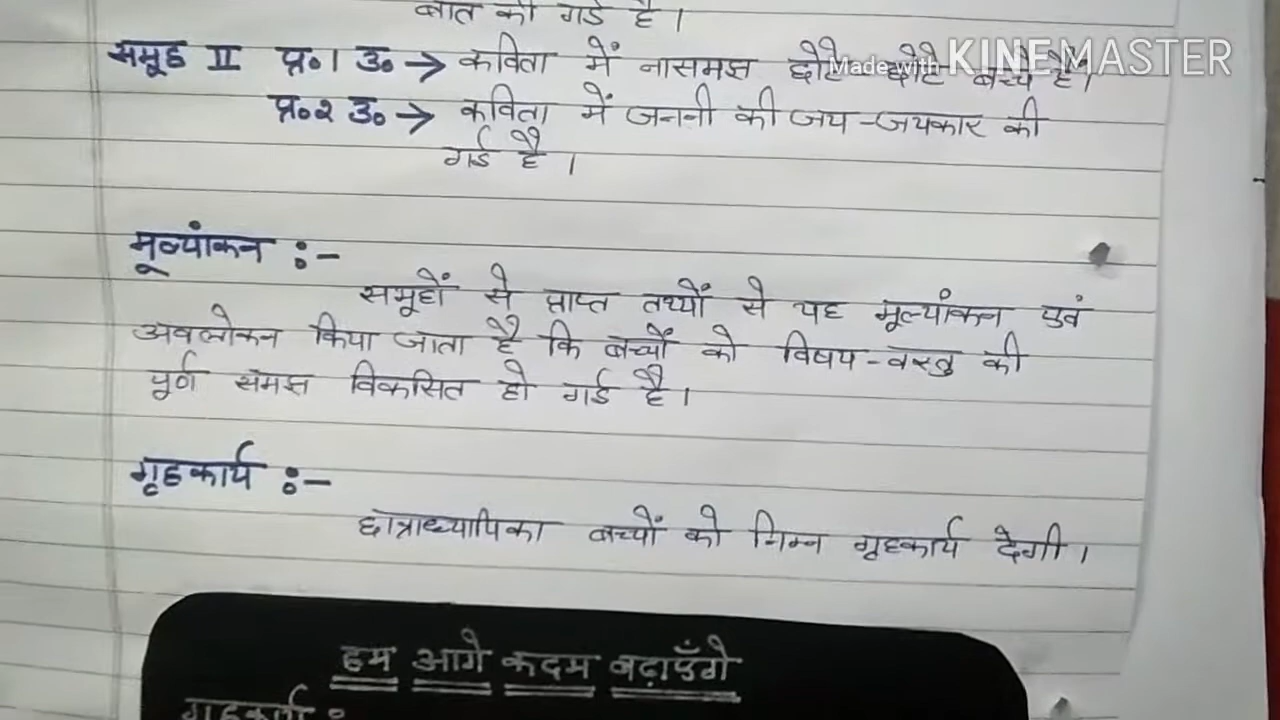 बात की गई है।
समूह II प्र०1 उ० → कविता में नासमझ छोटे छोटे बच्चे हैं।
Made with KINEMASTER
प्र०२ उ० → कविता में जननी की जय-जयकार की
गई है।
मूल्यांकन :-
समूहों से प्राप्त तथ्यों से यह मूल्यांकन एवं
अवलोकन किया जाता है कि बच्चों को विषय-वस्तु की
पूर्ण समझ विकसित हो गई है।
गृहकार्य :-
छात्राध्यापिका बच्चों को निम्न गृहकार्य देगी।
हम आगे कदम बढ़ाएँगे
गृहकार्य :